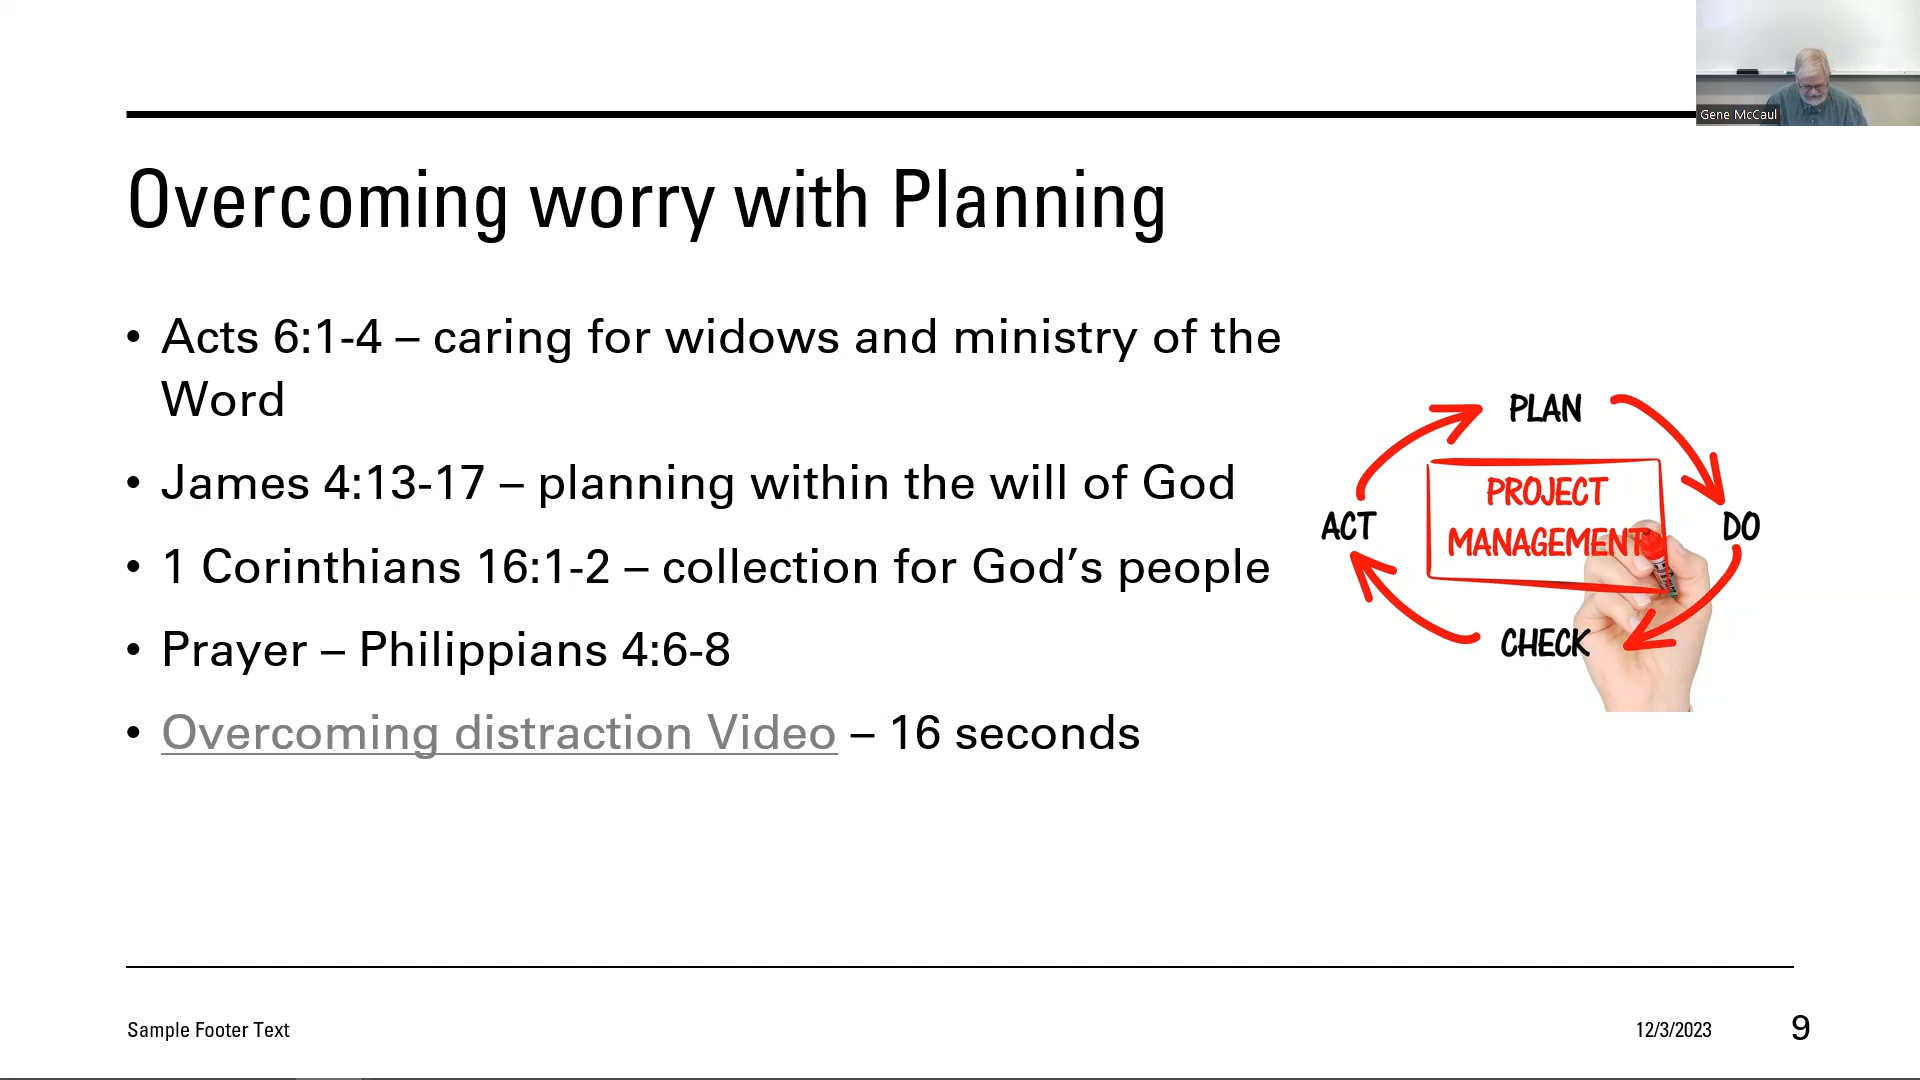 Gene McCaul
Overcoming worry with Planning
• Acts 6:1-4 – caring for widows and ministry of the
Word
• James 4:13-17 – planning within the will of God
• 1 Corinthians 16:1-2 – collection for God’s people
• Prayer – Philippians 4:6-8
• Overcoming distraction Video – 16 seconds
PLAN
PROJECT
MANAGEMENT
ACT
DO
CHECK
Sample Footer Text
12/3/2023
9